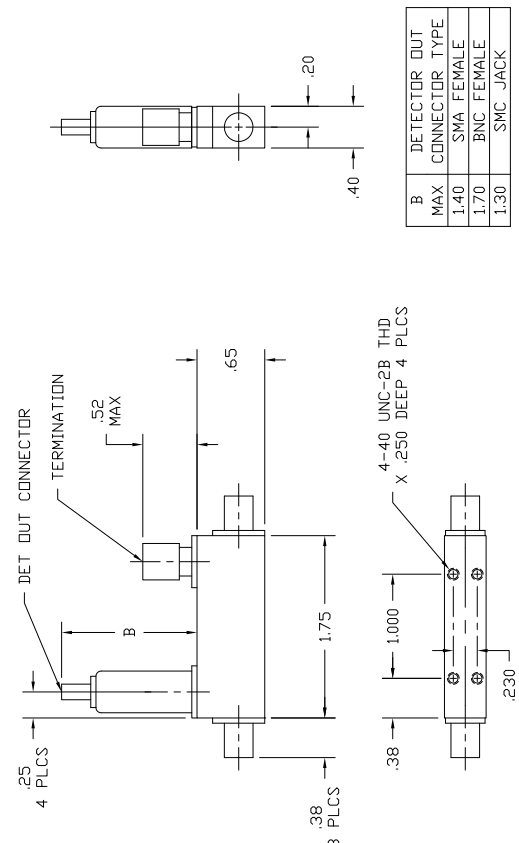 .20
.40
B DETECTOR OUT
MAX CONNECTOR TYPE
1.40 SMA FEMALE
1.70 BNC FEMALE
1.30 SMC JACK
DET OUT CONNECTOR
TERMINATION
.52
MAX
.65
B
1.75
.25
4 PLCS
.38
3 PLCS
4-40 UNC-2B THD
X .250 DEEP 4 PLCS
1.000
.38
.230